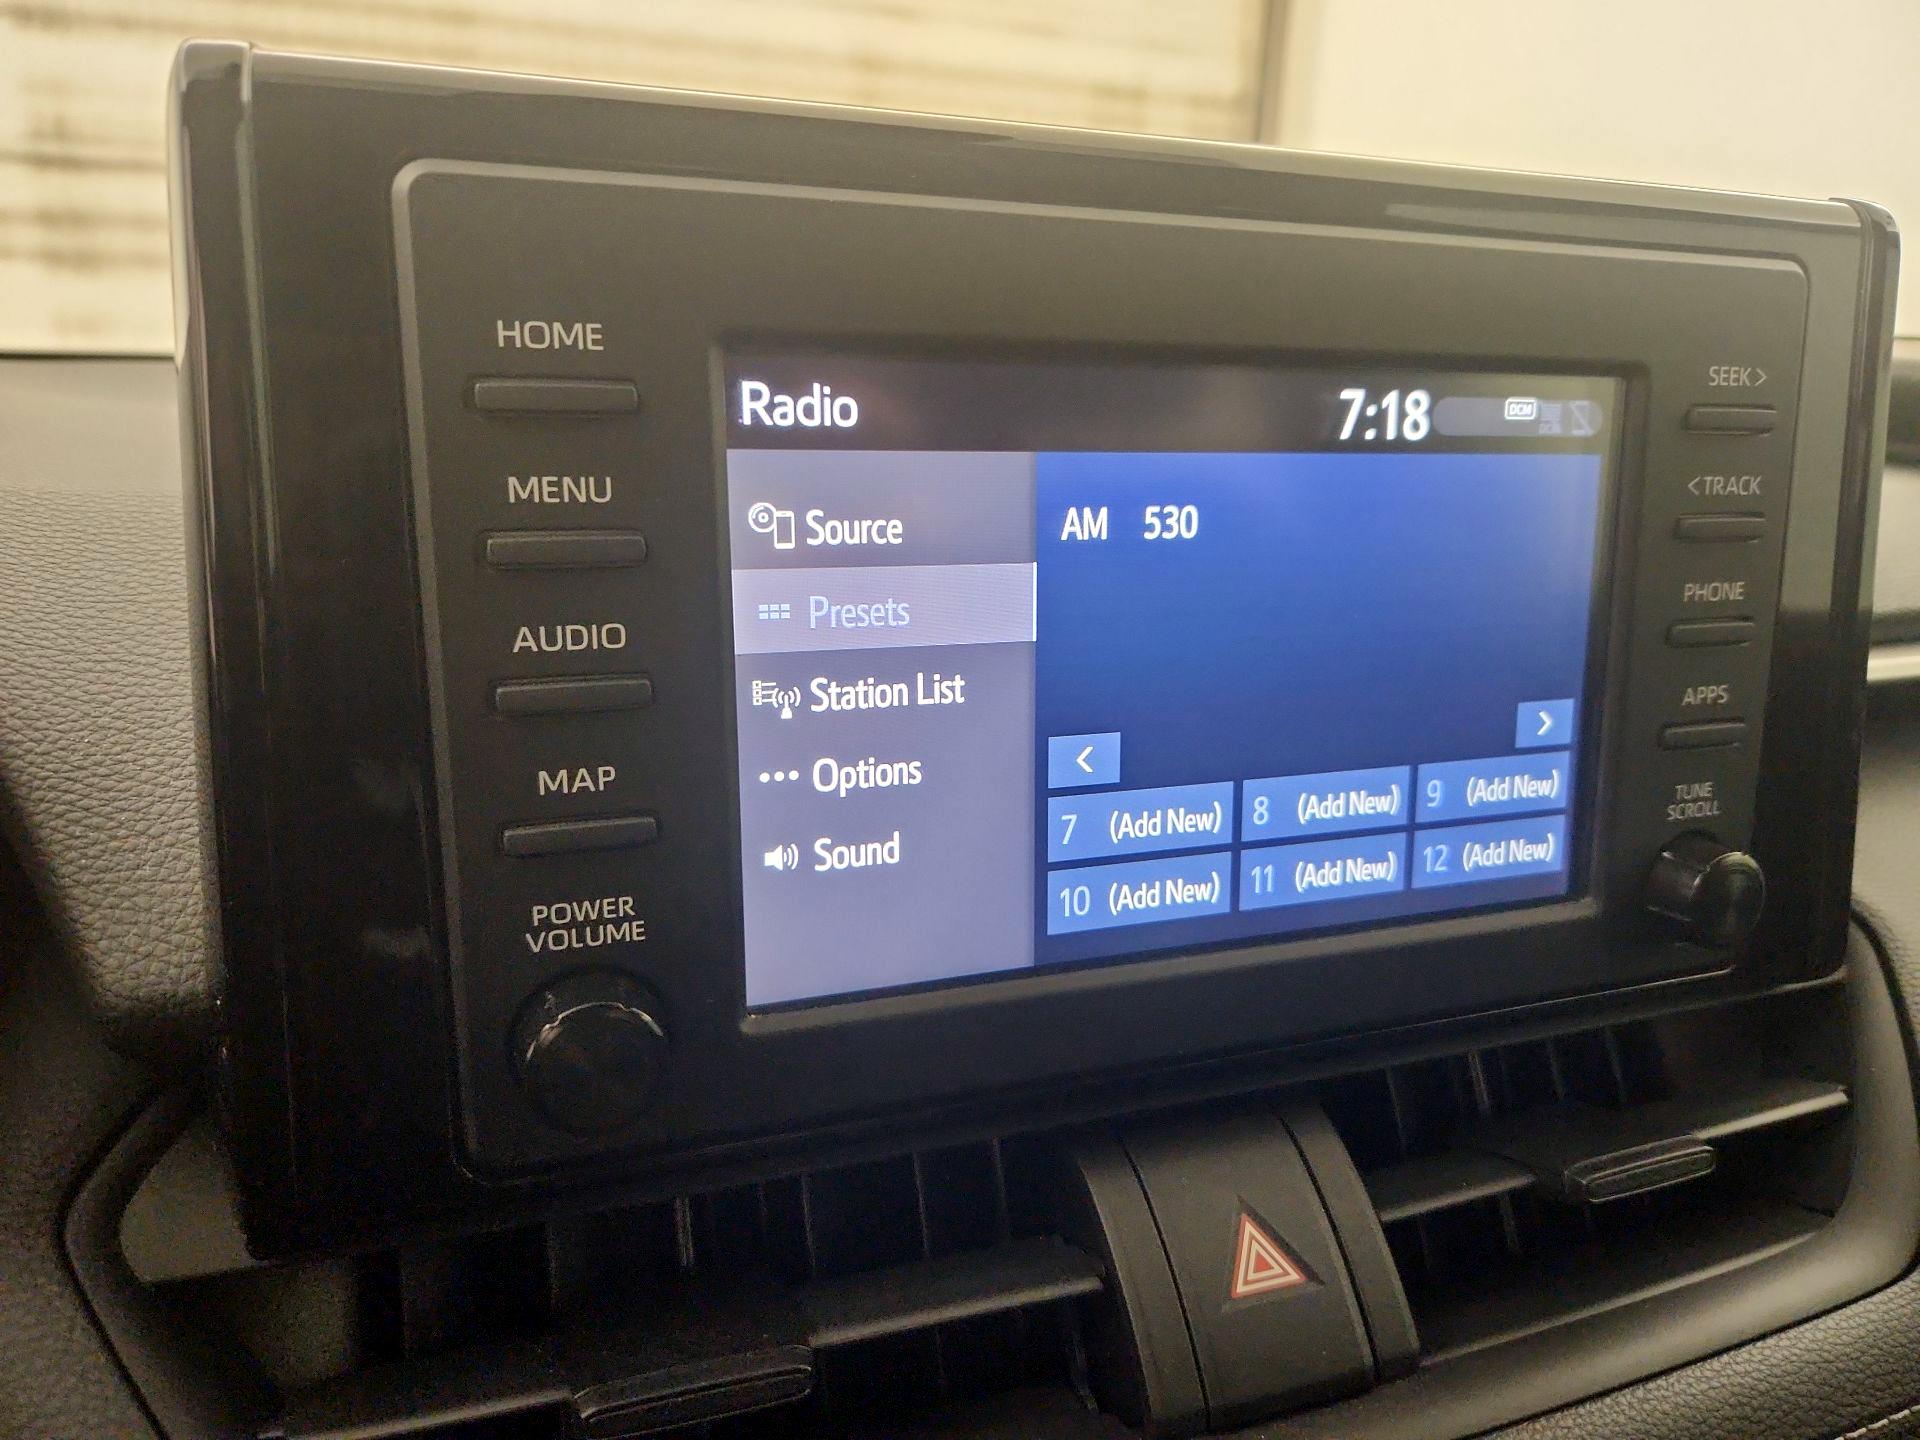 HOME
MENU
AUDIO
MAP
POWER
VOLUME
Radio
7:18
DCM
Source
Presets
Station List
Options
Sound
AM 530
<
>
7 (Add New)
8 (Add New)
9 (Add New)
10 (Add New)
11 (Add New)
12 (Add New)
SEEK>
<TRACK
PHONE
APPS
TUNE
SCROLL